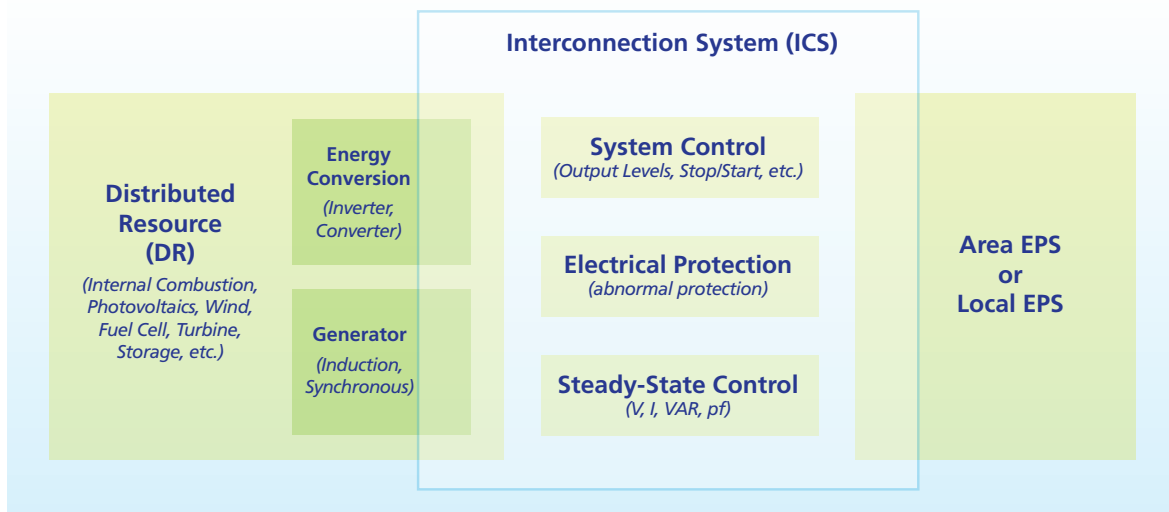 Interconnection System (ICS)
Distributed
Resource
(DR)
(Internal Combustion,
Photovoltaics, Wind,
Fuel Cell, Turbine,
Storage, etc.)
Energy
Conversion
(Inverter,
Converter)
Generator
(Induction,
Synchronous)
System Control
(Output Levels, Stop/Start, etc.)
Electrical Protection
(abnormal protection)
Steady-State Control
(V, I, VAR, pf)
Area EPS
or
Local EPS